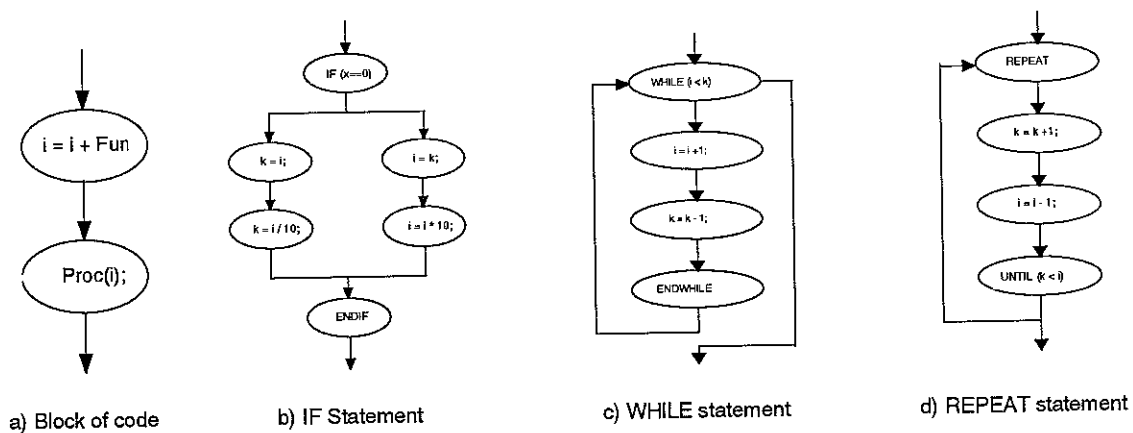 i = i + Fun
Proc(i);
a) Block of code
IF (x==0)
k = i;
i = k;
k = i / 10;
i = i * 10;
ENDIF
b) IF Statement
WHILE (i < k)
i = i +1;
k = k - 1;
ENDWHILE
c) WHILE statement
REPEAT
k = k +1;
i = i - 1;
UNTIL (k < i)
d) REPEAT statement